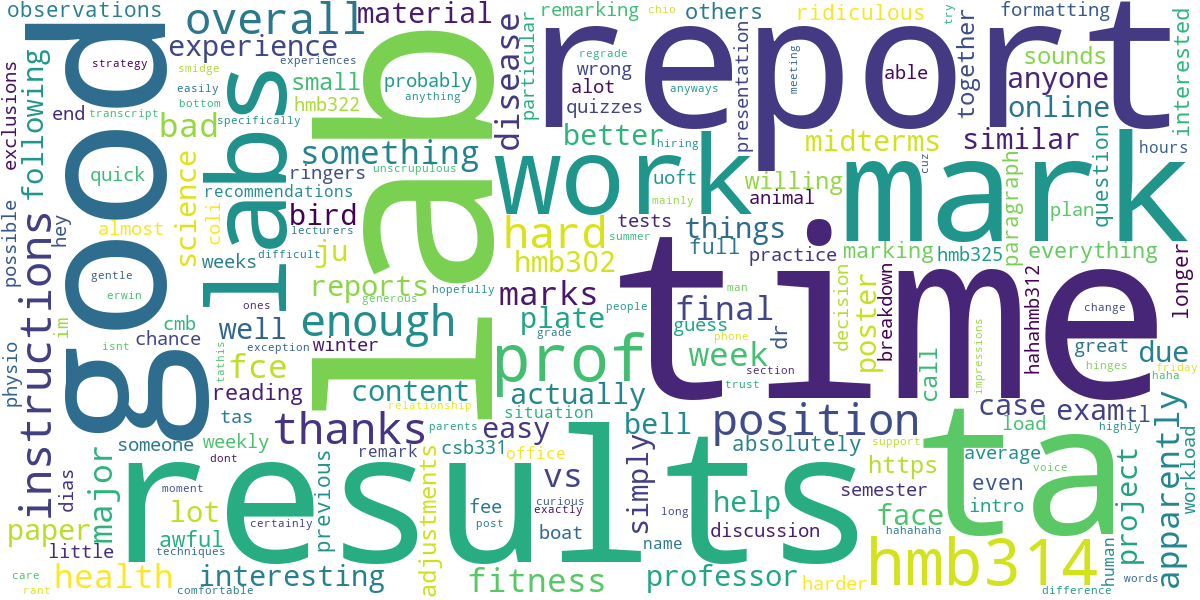 observations
overall
material
remarking
others
ridiculous
formatting
try
interested
good
strategy
experience
disease
report
chio
regrade
experiences
smidge
easily
bottom
transcript
specifically
exclusions
following
end
small
hmb322
probably
anything
particular
wrong
alot
quizzes
anyways
presentation
meeting
able
together
sounds
anyone
online
bad
science
labs
lab
something
ringers
unscrupulous
better
hiring
work
uoft
mainly
willing
midterms
similar
cuz
mark
paragraph
plan
question
hours
quick
recommendations
bird
lecturers
animal
tests
things
summer
full
practice
marking
hmb325
everything
possible
hey
almost
coli
weeks
difficult
ju
hard
hmb302
time
longer
gentle
erwin
ones
reports
generous
hopefully
marks
plate
people
final
man
dr
decision
breakdown
poster
hahahmb312
change
instructions
cmb
isnt
im
chance
well
exception
enough
winter
prof
guess
grade
week
phone
trust
section
call
impressions
great
hinges
haha
due
friday
physio
tathis
fce
reading
content
relationship
actually
situation
position
case
load
exam
tl
highly
thanks
parents
easy
bell
absolutely
ta
someone
tas
weekly
dont
remark
csb331
office
vs
simply
support
average
voice
https
even
intro
project
apparently
workload
dias
major
results
previous
adjustments
moment
certainly
lot
awful
fee
post
curious
exactly
boat
long
name
help
discussion
semester
face
hahahaha
human
paper
little
techniques
health
interesting
comfortable
fitness
professor
harder
hmb314
words
difference
care
rant